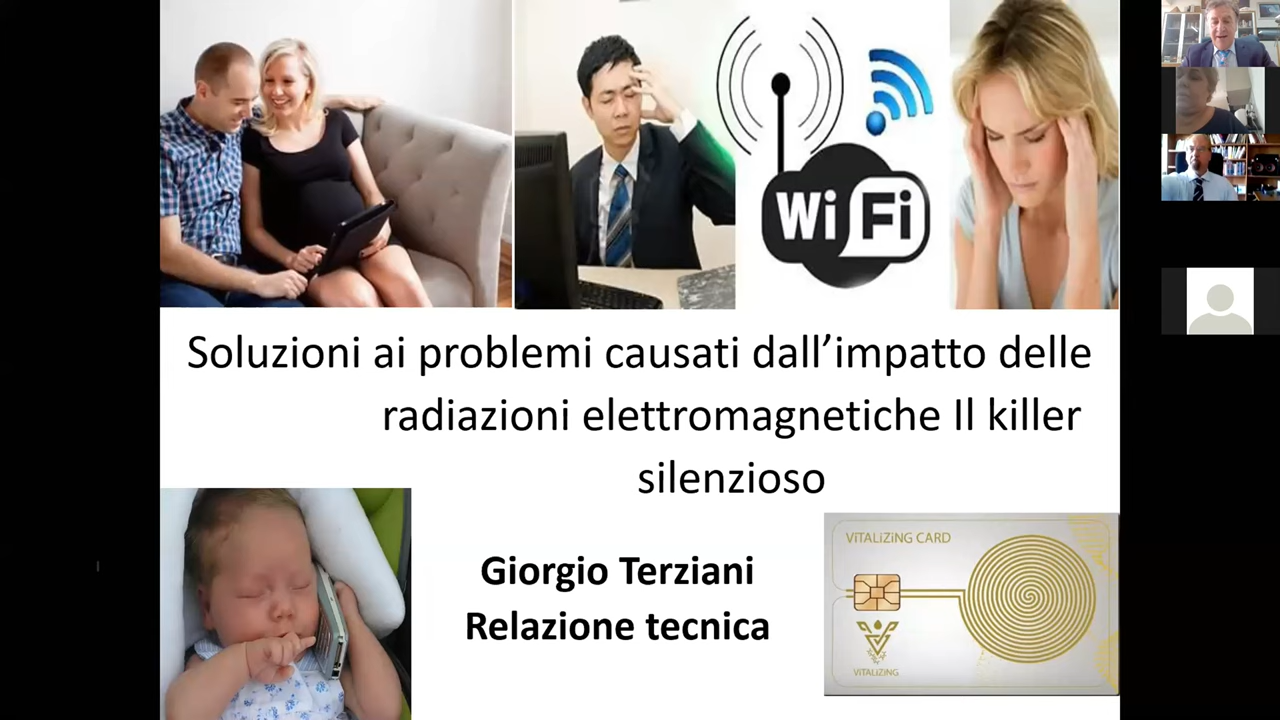 Wi Fi
Soluzioni ai problemi causati dall’impatto delle
radiazioni elettromagnetiche Il killer
silenzioso
Giorgio Terziani
Relazione tecnica
ViTALiZiNG CARD
ViTALiZiNG